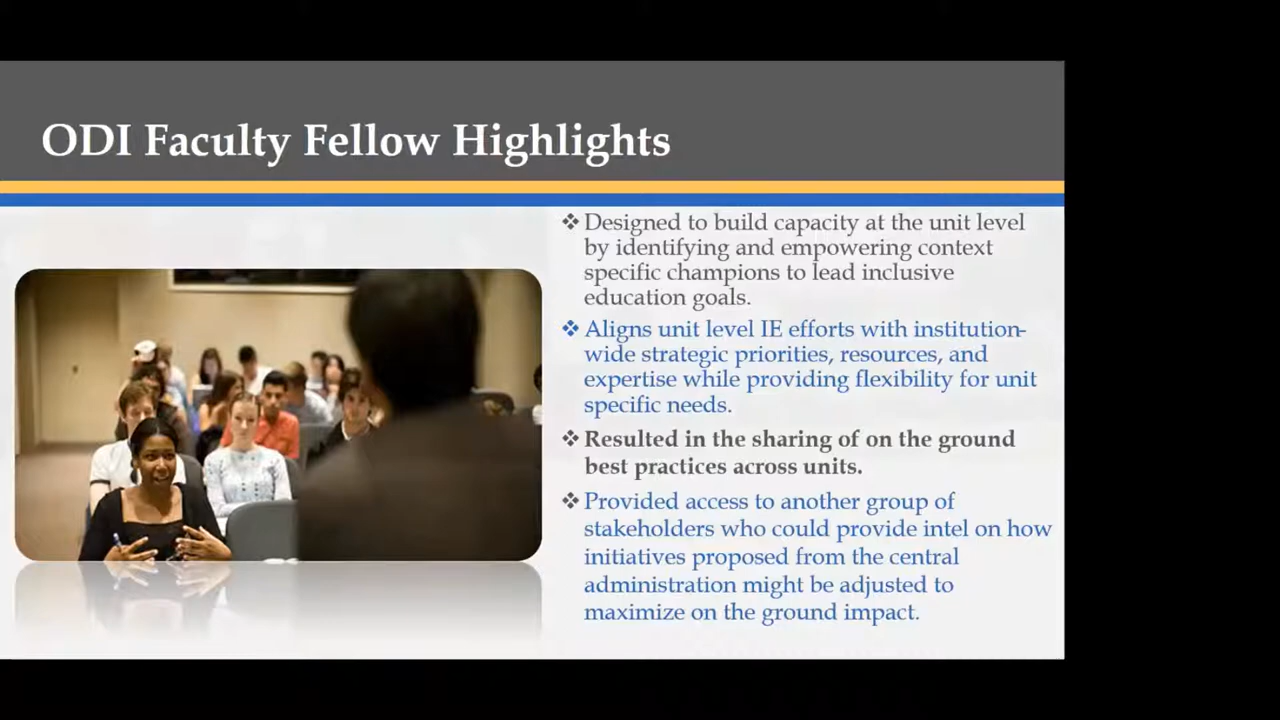 ODI Faculty Fellow Highlights
❖ Designed to build capacity at the unit level
by identifying and empowering context
specific champions to lead inclusive
education goals.
❖ Aligns unit level IE efforts with institution-
wide strategic priorities, resources, and
expertise while providing flexibility for unit
specific needs.
❖ Resulted in the sharing of on the ground
best practices across units.
❖ Provided access to another group of
stakeholders who could provide intel on how
initiatives proposed from the central
administration might be adjusted to
maximize on the ground impact.